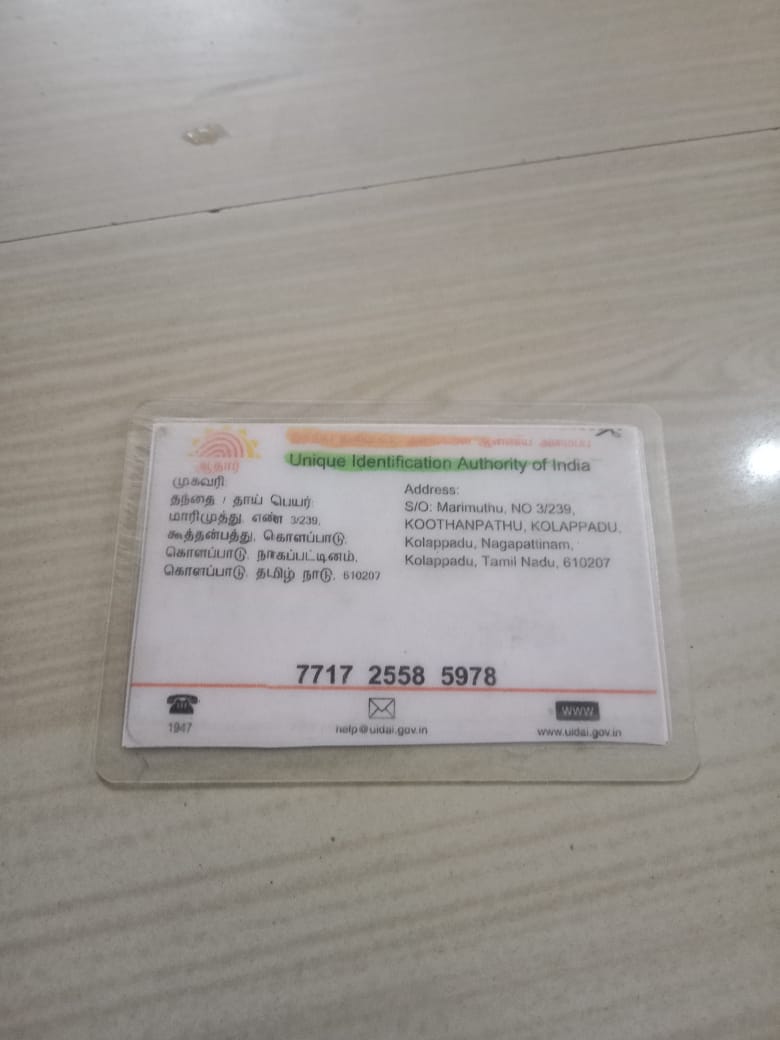 ஆதார்
Unique Identification Authority of India
முகவரி:
தந்தை / தாய் பெயர்:
மாரிமுத்து, எண் 3/239,
கூத்தன்பத்து, கொளப்பாடு,
கொளப்பாடு, நாகப்பட்டினம்,
கொளப்பாடு, தமிழ் நாடு, 610207
Address:
S/O: Marimuthu, NO 3/239,
KOOTHANPATHU, KOLAPPADU,
Kolappadu, Nagapattinam,
Kolappadu, Tamil Nadu, 610207
7717 2558 5978
1947
help@uidai.gov.in
WWW
www.uidai.gov.in